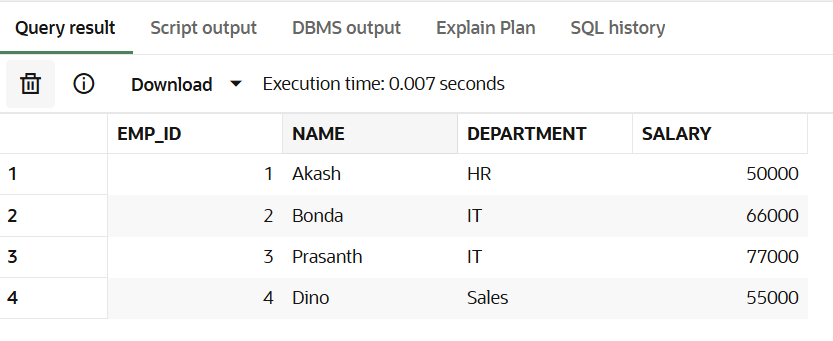 Query result Script output DBMS output Explain Plan SQL history
Download Execution time: 0.007 seconds
EMP_ID NAME DEPARTMENT SALARY
1 1 Akash HR 50000
2 2 Bonda IT 66000
3 3 Prasanth IT 77000
4 4 Dino Sales 55000